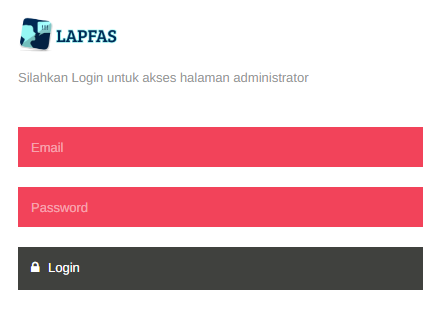 LAPFAS
Silahkan Login untuk akses halaman administrator
Email
Password
Login